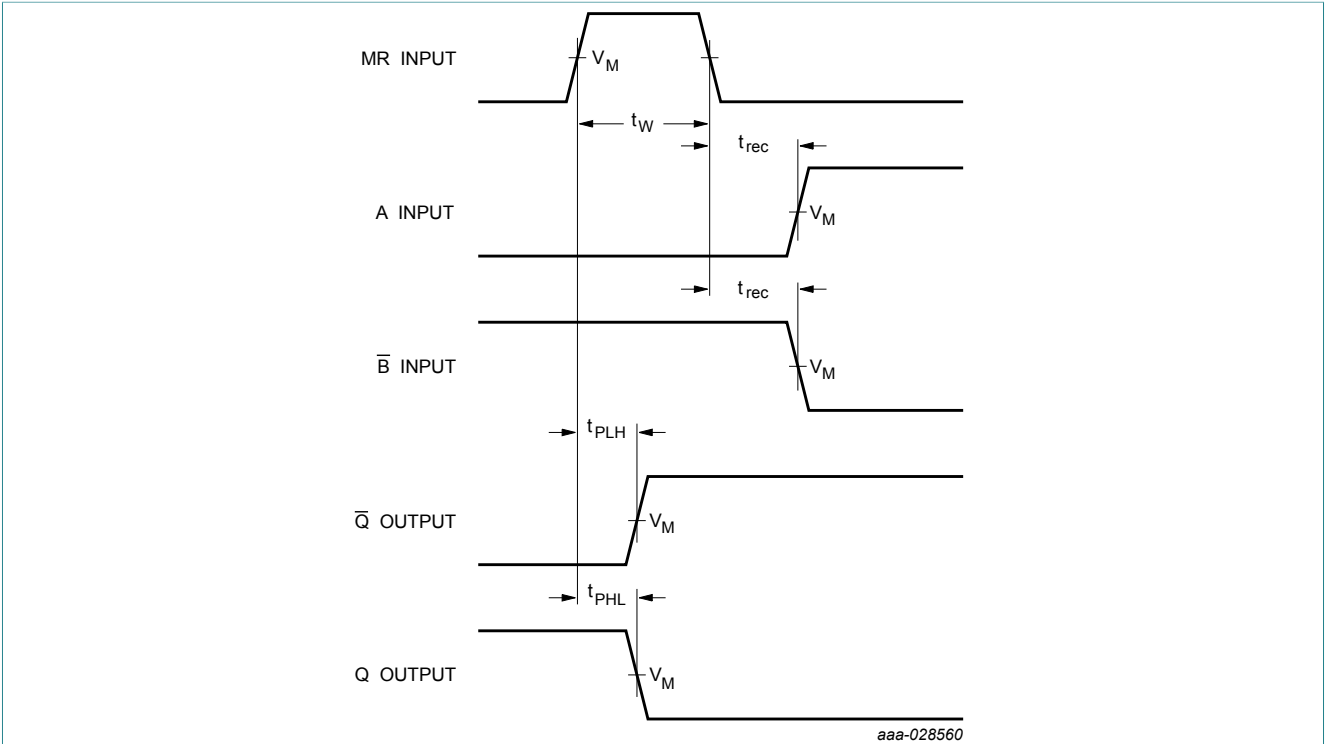 MR INPUT
V_M
t_W
t_rec
A INPUT
V_M
t_rec
B̅ INPUT
V_M
t_PLH
Q̅ OUTPUT
V_M
t_PHL
Q OUTPUT
V_M
aaa-028560